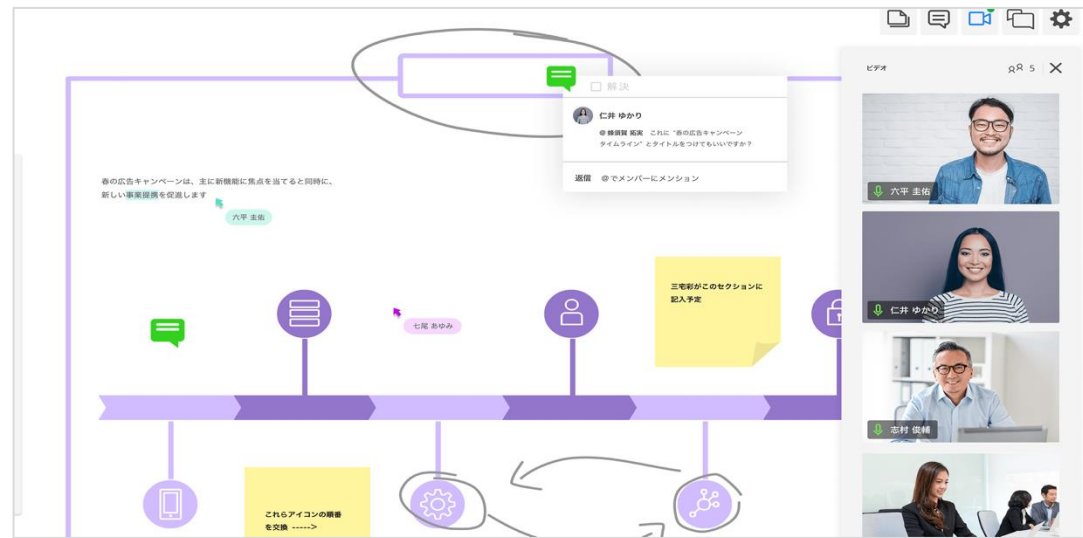 解決
仁井 ゆかり
@ 蜂須賀 拓実 これに “春の広告キャンペーン
タイムライン” とタイトルをつけてもいいですか？
返信 @でメンバーにメンション
春の広告キャンペーンは、主に新機能に焦点を当てると同時に、
新しい事業提携を促進します
六平 圭佑
七尾 あゆみ
三宅彩がこのセクションに
記入予定
これらアイコンの順番
を交換 ----->
ビデオ
5
六平 圭佑
仁井 ゆかり
志村 俊輔